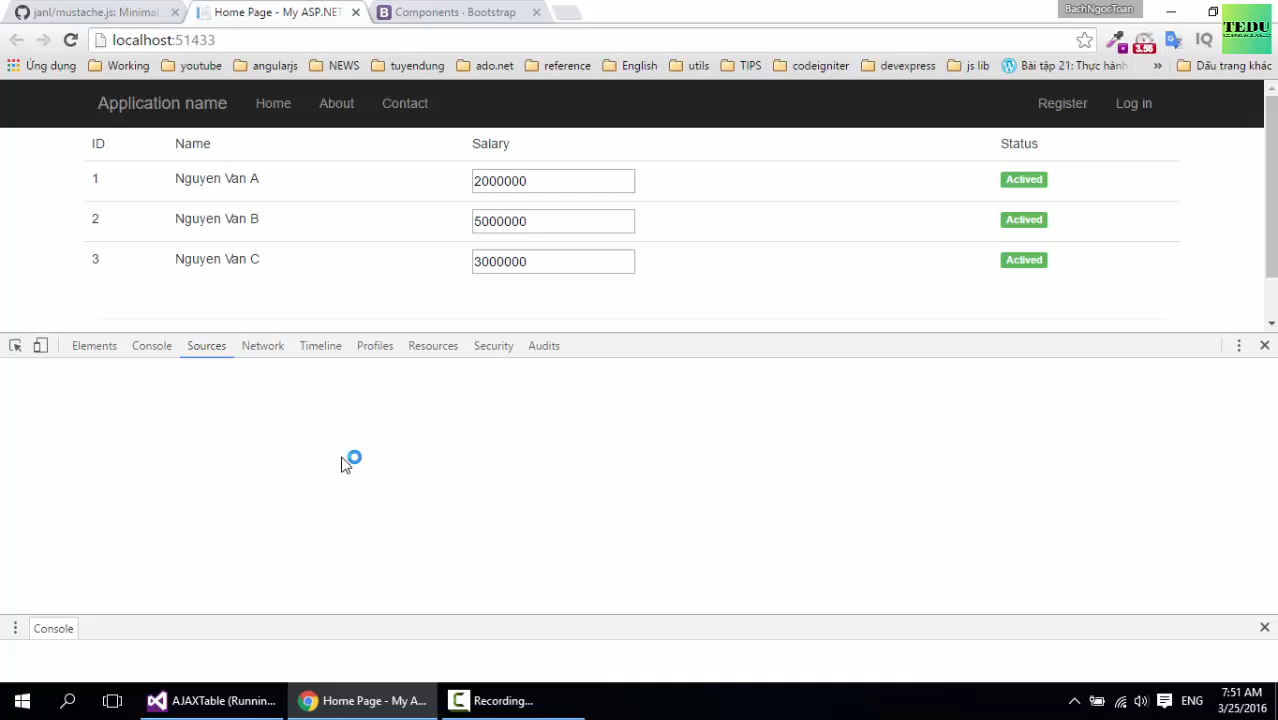 janl/mustache.js: Minimal
Home Page - My ASP.NET
Components · Bootstrap
BachNgocToan
TEDU
localhost:51433
3.56
IQ
Ứng dụng
Working
youtube
angularjs
NEWS
tuyendung
ado.net
reference
English
utils
TIPS
codeigniter
devexpress
js lib
Bài tập 21: Thực hành
»
Dấu trang khác
Application name
Home
About
Contact
Register
Log in
ID Name Salary Status
1 Nguyen Van A 2000000 Actived
2 Nguyen Van B 5000000 Actived
3 Nguyen Van C 3000000 Actived
Elements Console Sources Network Timeline Profiles Resources Security Audits
Console
AJAXTable (Runnin...
Home Page - My A...
Recording...
ENG
7:51 AM
3/25/2016